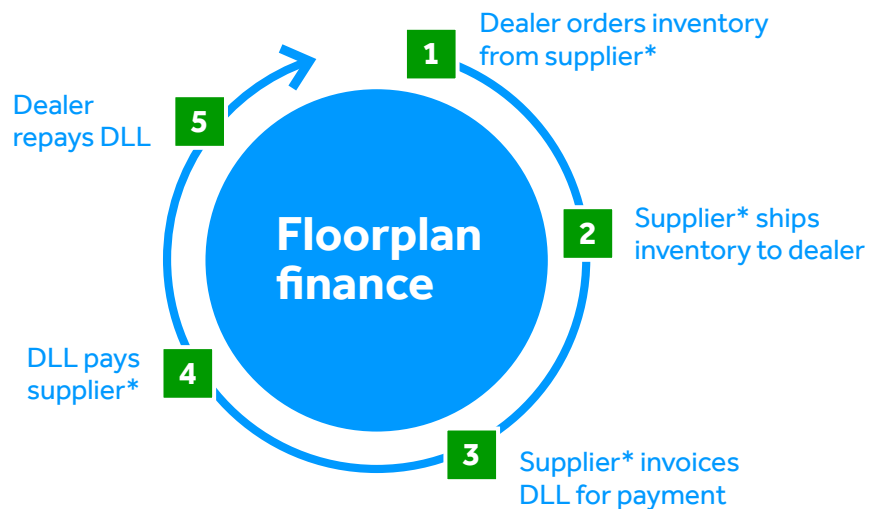 1
Dealer orders inventory
from supplier*
2
Supplier* ships
inventory to dealer
3
Supplier* invoices
DLL for payment
4
DLL pays
supplier*
5
Dealer
repays DLL
Floorplan
finance